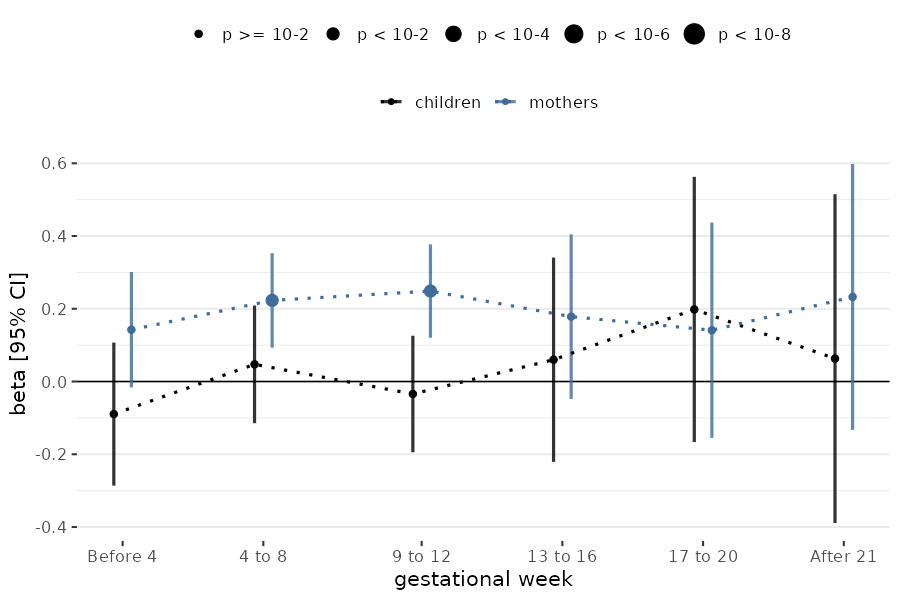 p >= 10-2 p < 10-2 p < 10-4 p < 10-6 p < 10-8
children mothers
0.6
0.4
0.2
0.0
-0.2
-0.4
beta [95% CI]
Before 4 4 to 8 9 to 12 13 to 16 17 to 20 After 21
gestational week